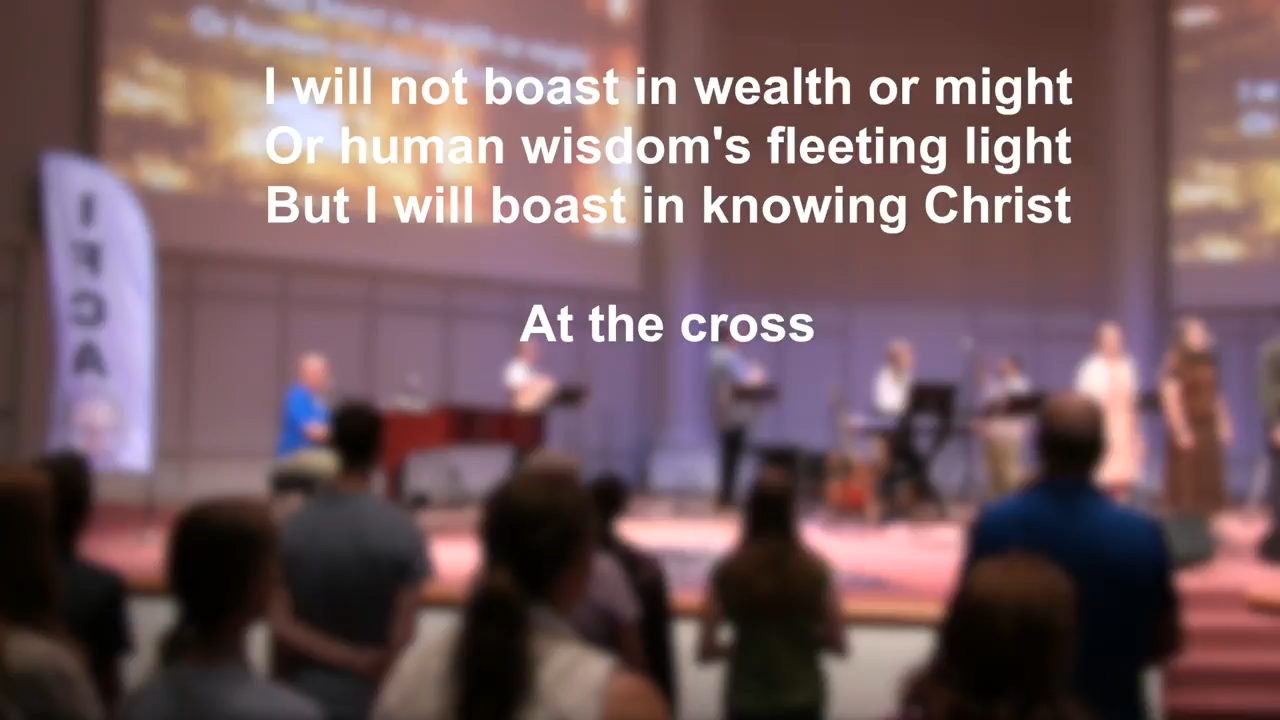 I will not boast in wealth or might
Or human wisdom's fleeting light
But I will boast in knowing Christ
At the cross
IFCA